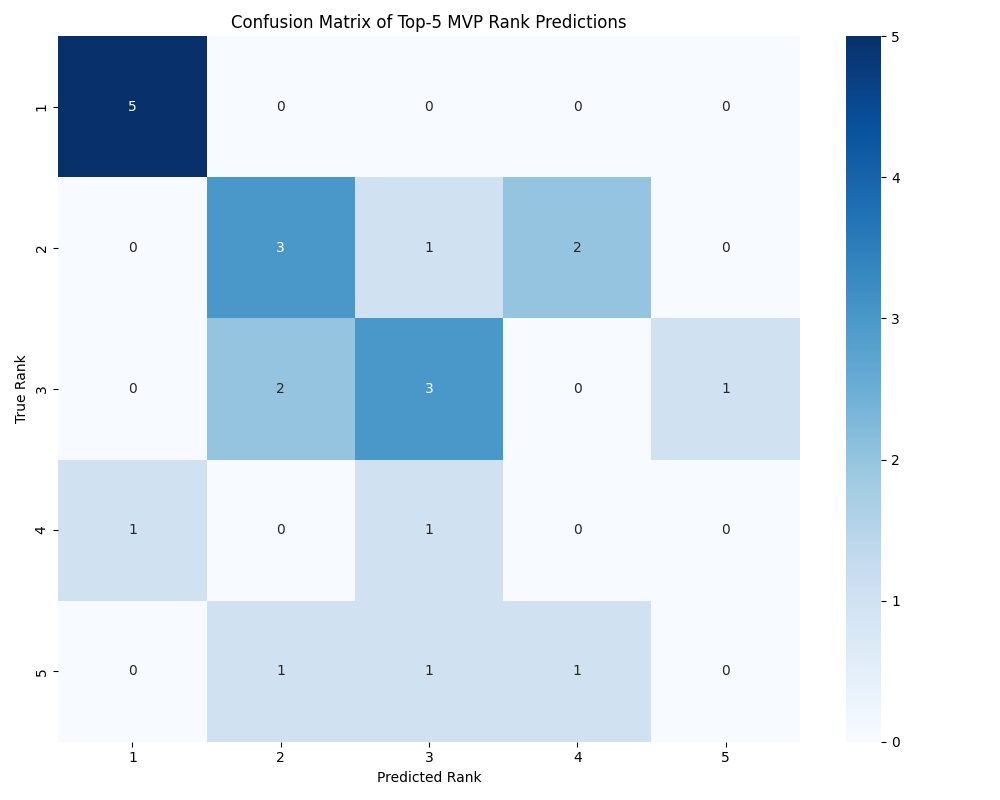 Confusion Matrix of Top-5 MVP Rank Predictions
True Rank
1 5 0 0 0 0
2 0 3 1 2 0
3 0 2 3 0 1
4 1 0 1 0 0
5 0 1 1 1 0
1 2 3 4 5
Predicted Rank
5
4
3
2
1
0